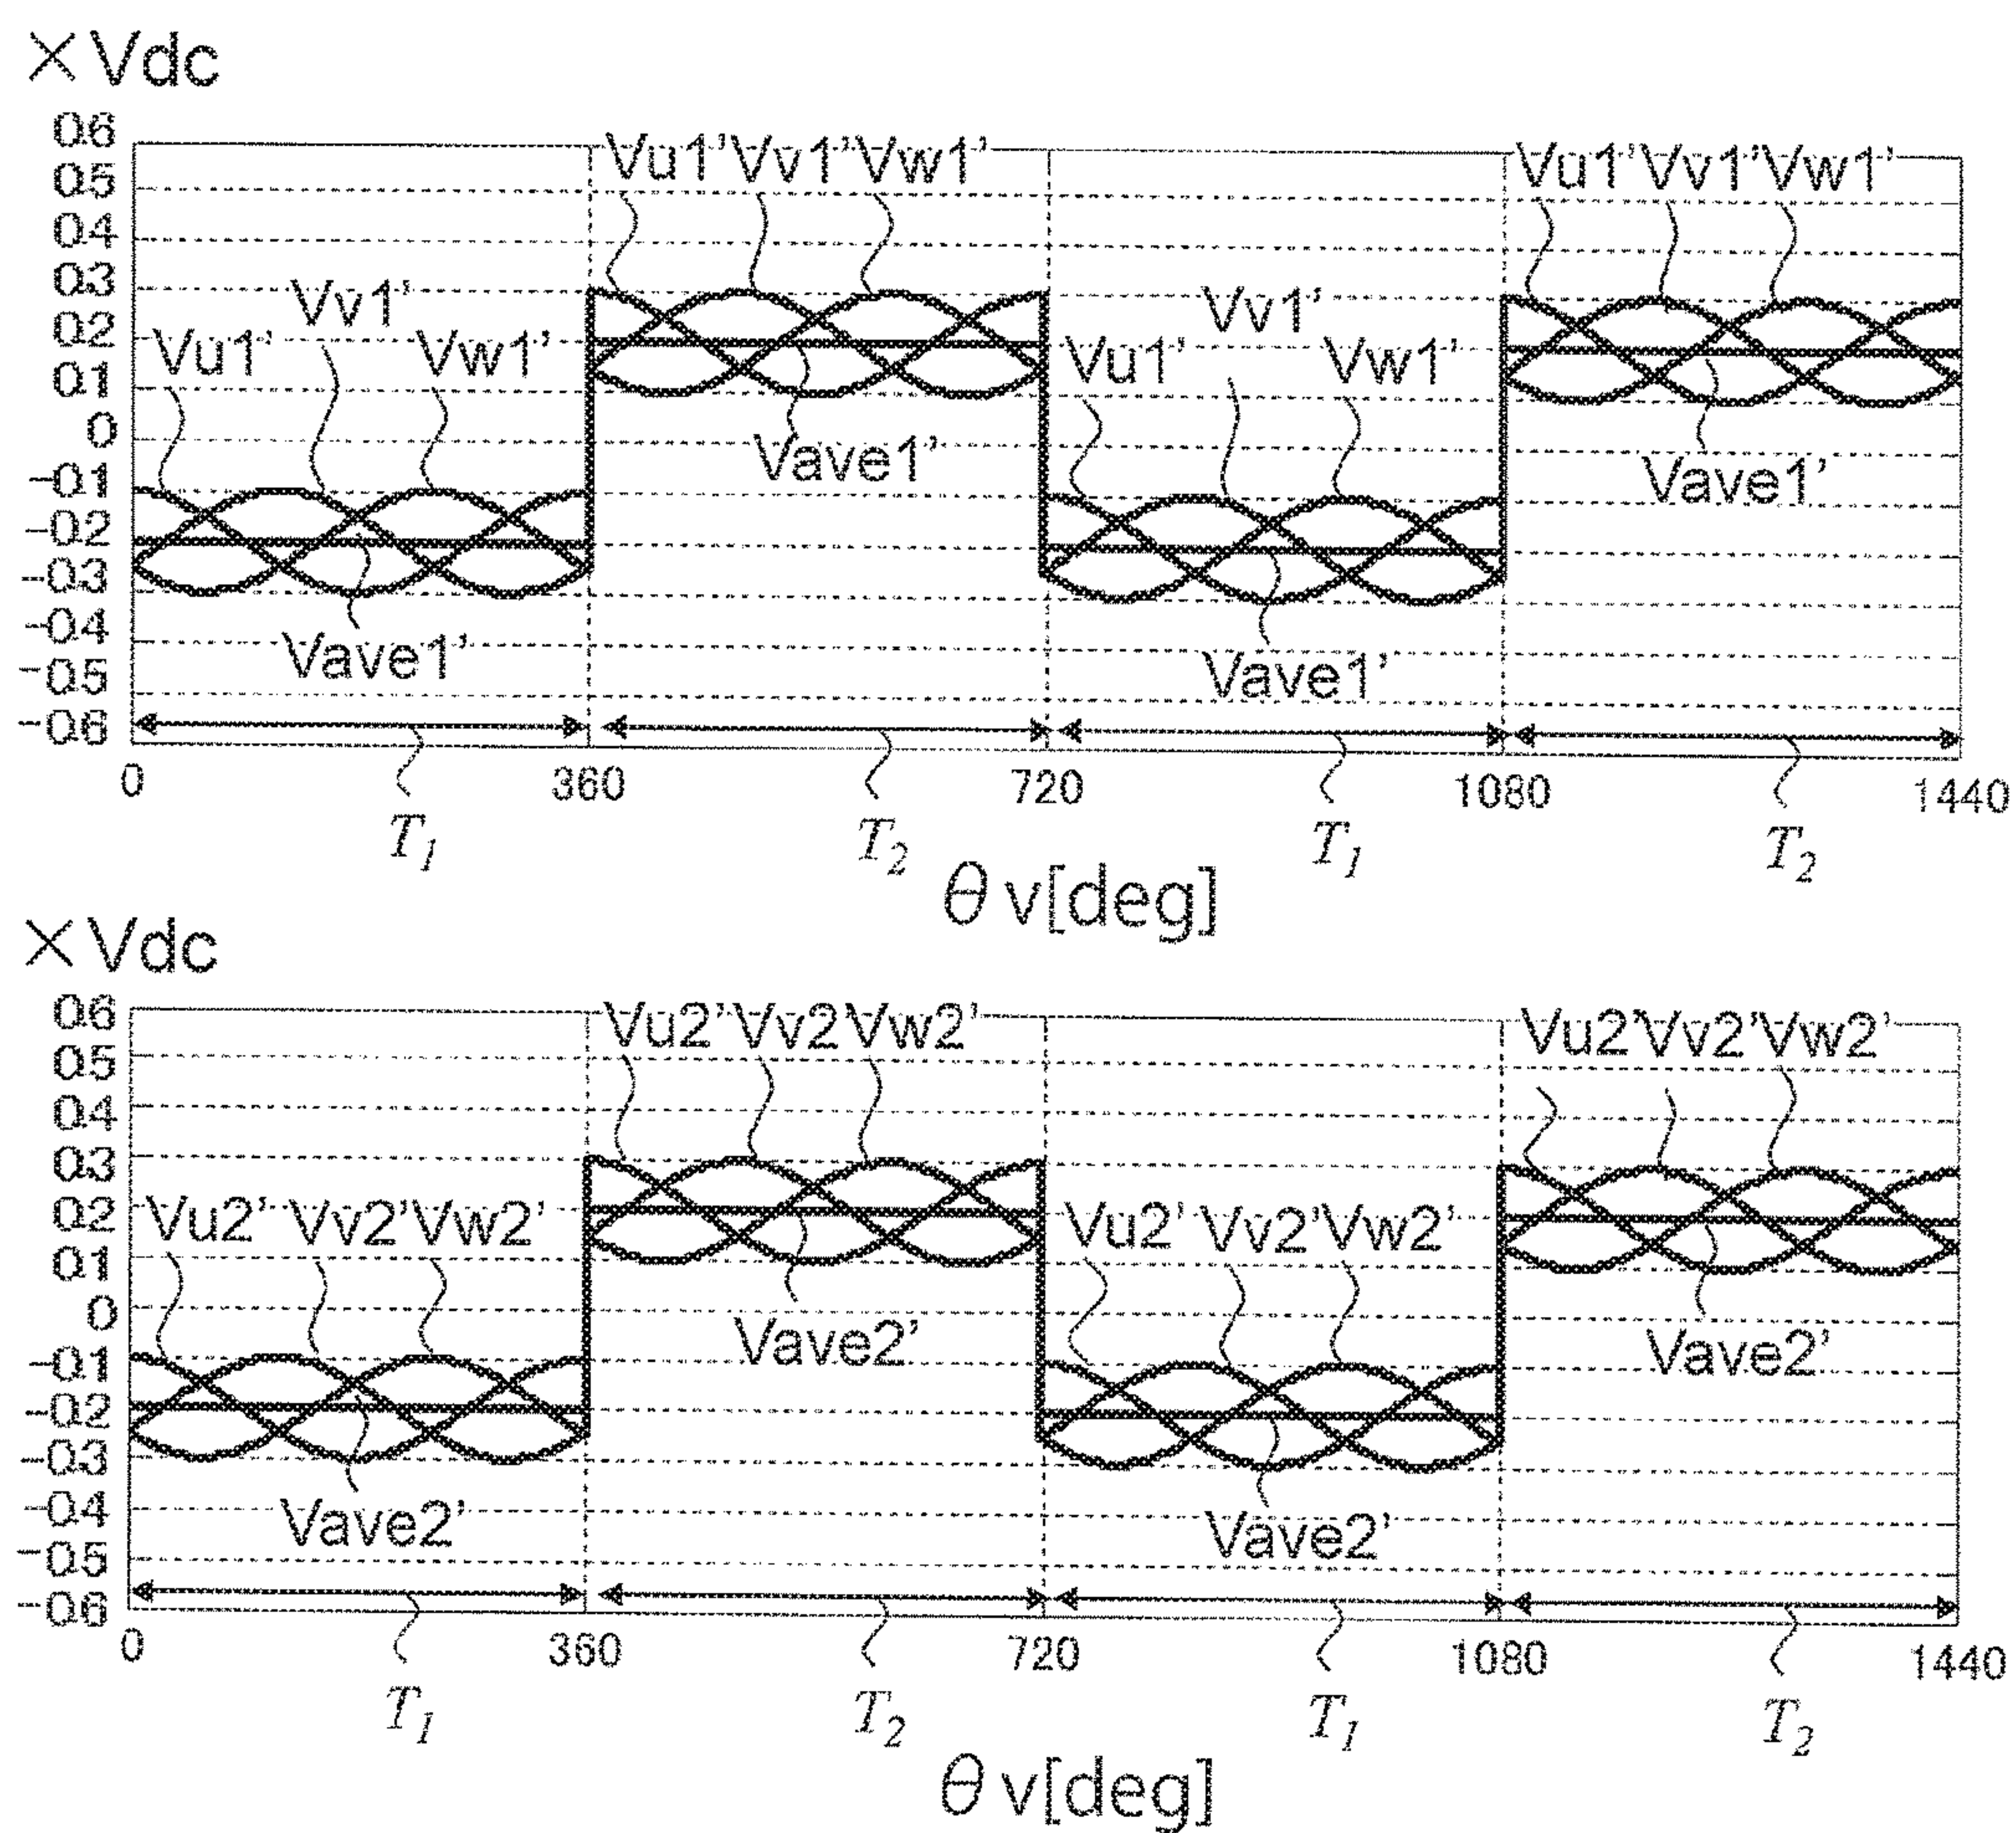 ×Vdc
0.6
Vu1' Vv1' Vw1'
Vu1' Vv1' Vw1'
0.5
0.4
0.3
Vv1'
Vv1'
0.2
Vu1'
Vw1'
Vu1'
Vw1'
0.1
0
Vave1'
Vave1'
-0.1
-0.2
-0.3
-0.4
Vave1'
Vave1'
-0.5
-0.6
0
360
720
1080
1440
T1
T2
T1
T2
θv[deg]
×Vdc
0.6
Vu2' Vv2' Vw2'
Vu2' Vv2' Vw2'
0.5
0.4
0.3
0.2
Vu2' Vv2' Vw2'
Vu2' Vv2' Vw2'
0.1
0
Vave2'
Vave2'
-0.1
-0.2
-0.3
-0.4
Vave2'
Vave2'
-0.5
-0.6
0
360
720
1080
1440
T1
T2
T1
T2
θv[deg]